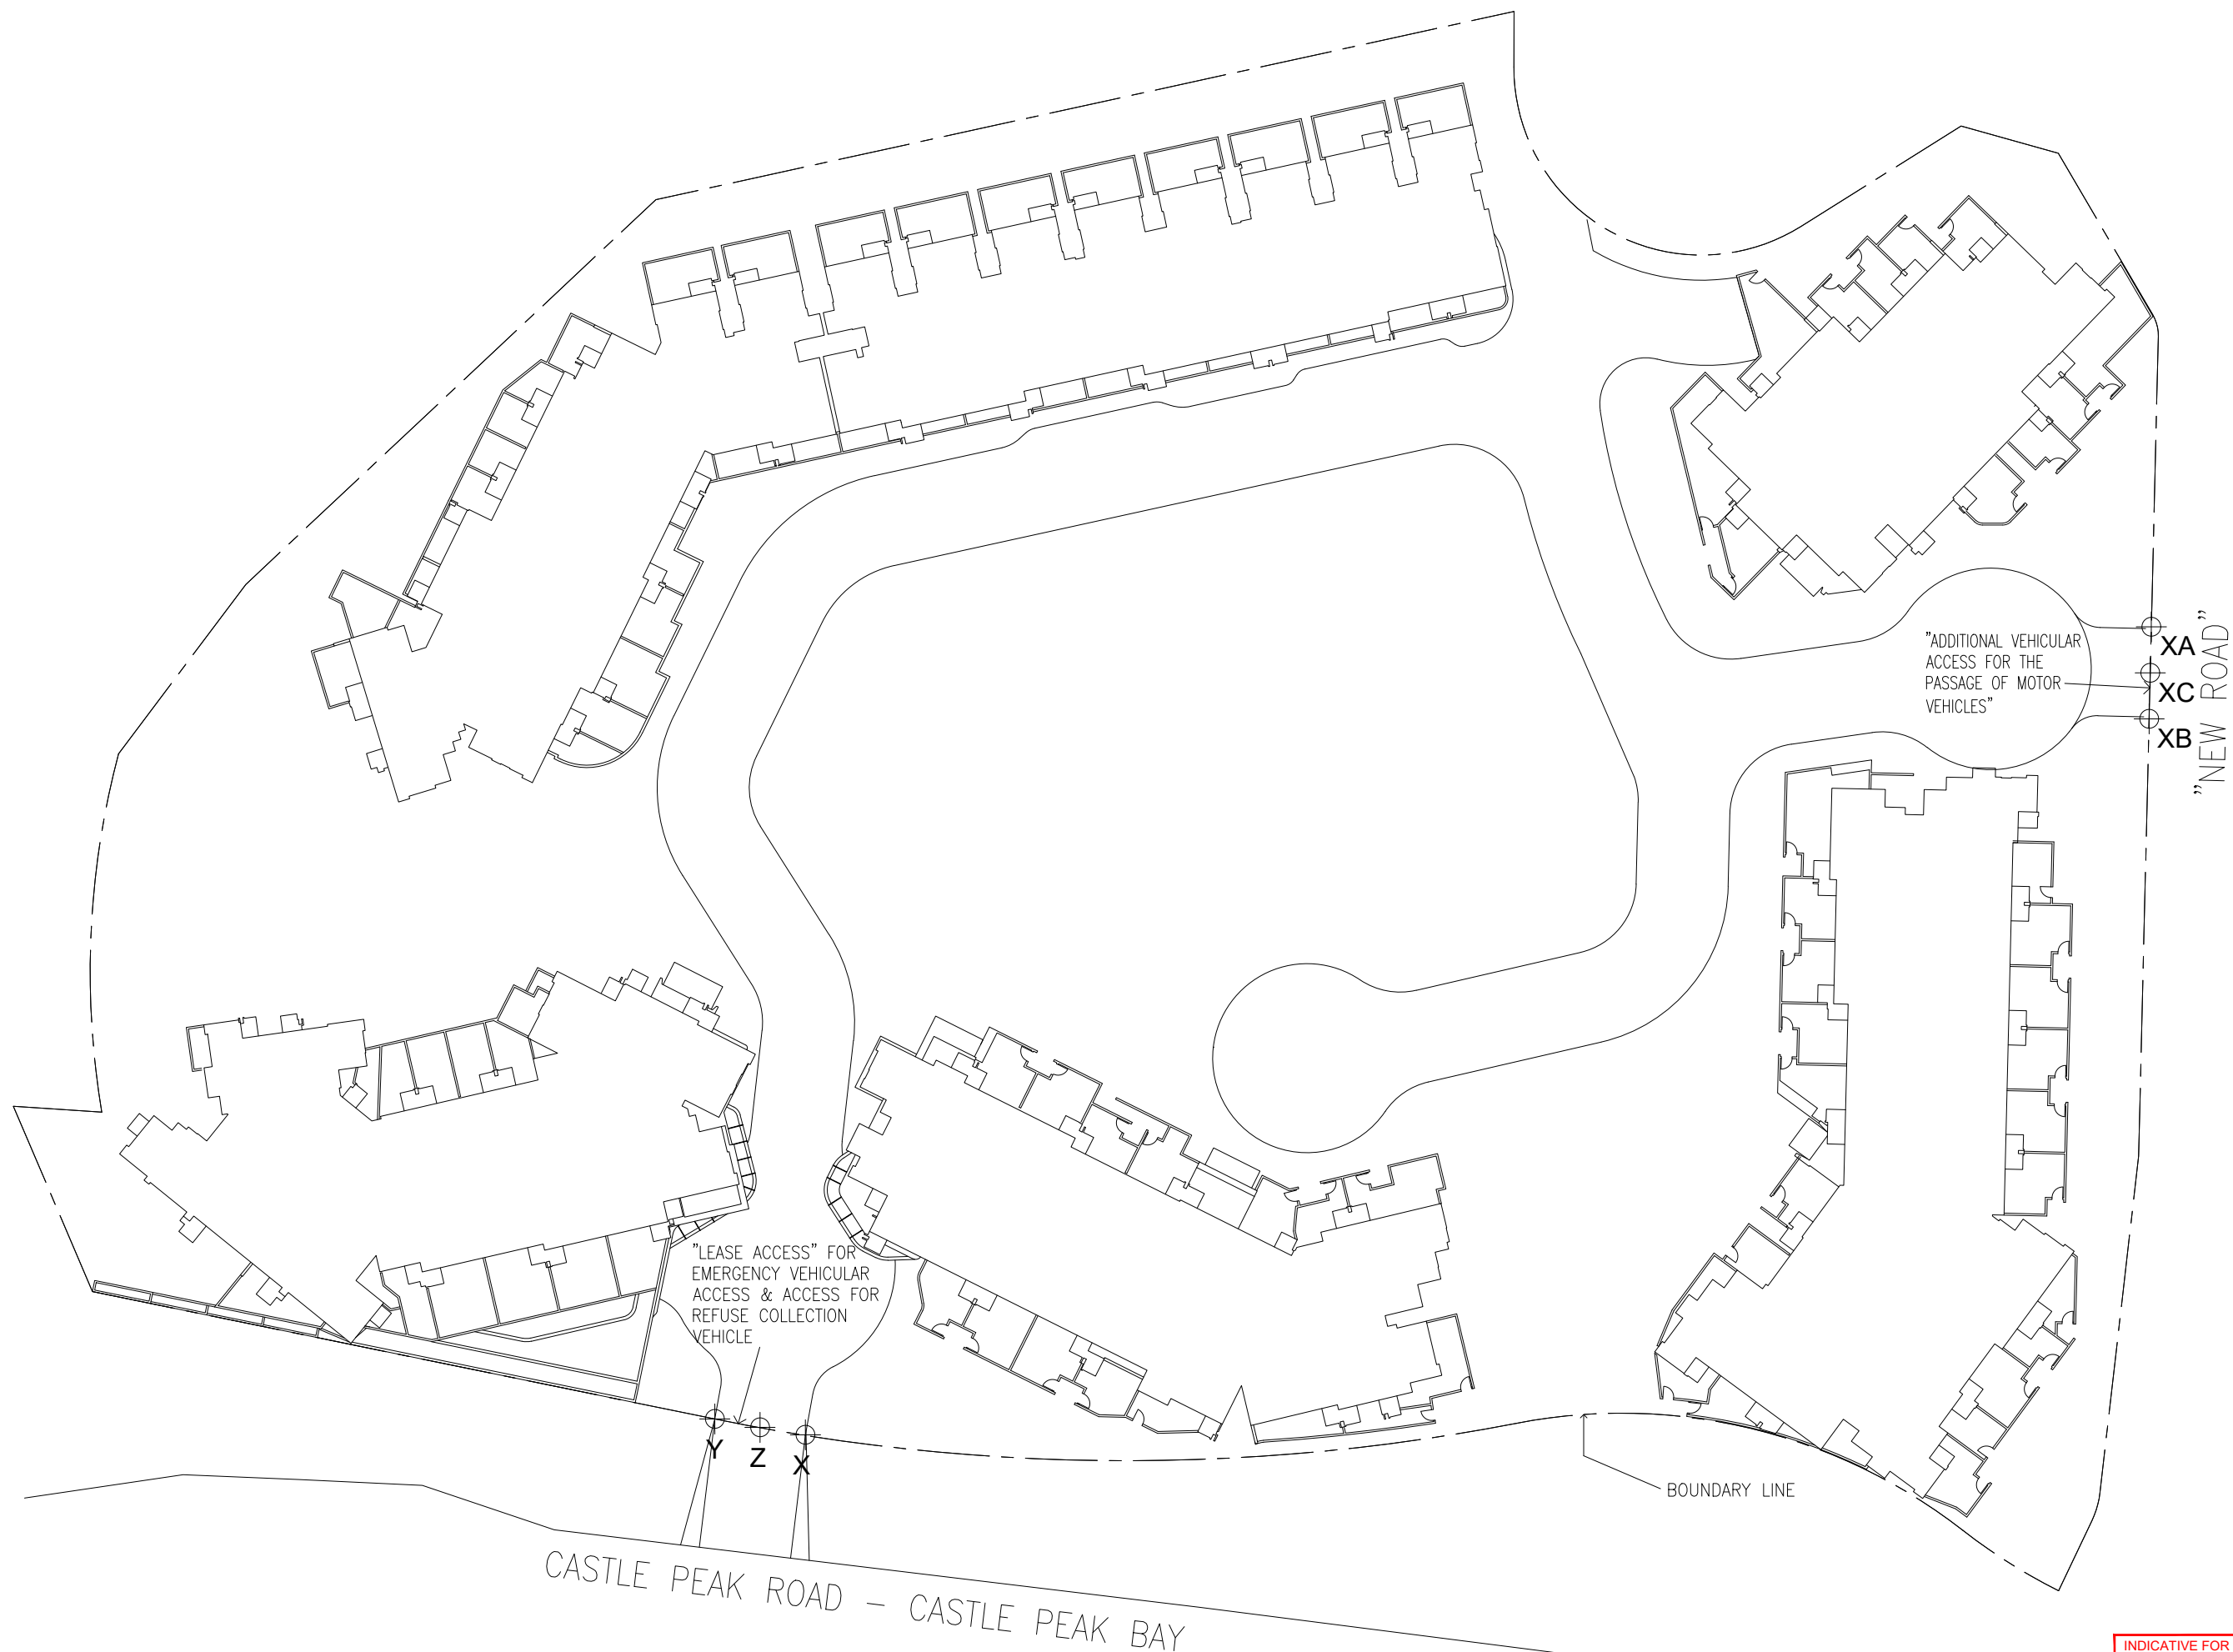 "ADDITIONAL VEHICULAR
ACCESS FOR THE
PASSAGE OF MOTOR
VEHICLES"
XA
XC
XB
"NEW ROAD"
"LEASE ACCESS" FOR
EMERGENCY VEHICULAR
ACCESS & ACCESS FOR
REFUSE COLLECTION
VEHICLE
Y
Z
X
BOUNDARY LINE
CASTLE PEAK ROAD – CASTLE PEAK BAY
INDICATIVE FOR